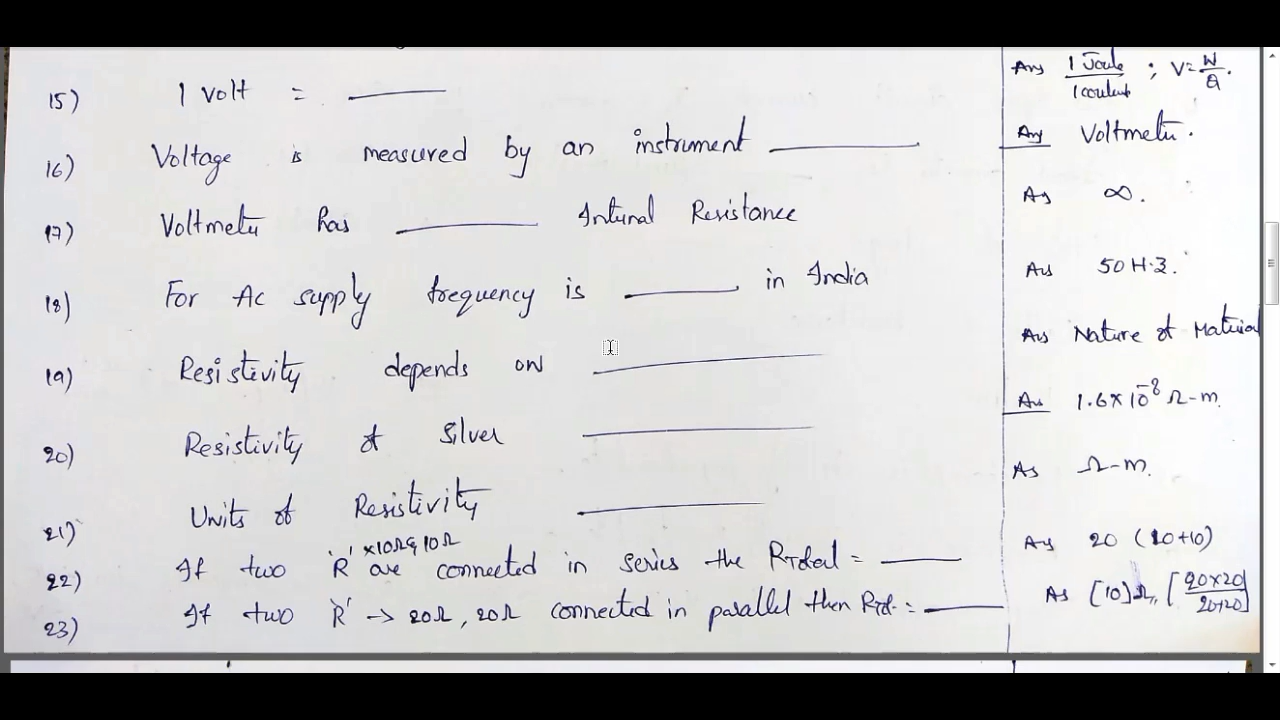 15) 1 volt = ______ Ans 1 Joule / 1 coulomb ; V = W/Q.
16) Voltage is measured by an instrument ______ Ans Voltmeter.
17) Voltmeter has ______ Internal Resistance As ∞.
18) For Ac supply frequency is ______ in India Ans 50 H.Z.
19) Resistivity depends on ______ Ans Nature of Material
20) Resistivity of Silver ______ Ans 1.6×10⁻⁸ Ω-m.
21) Units of Resistivity ______ As Ω-m.
22) If two 'R' ×10Ω & 10Ω are connected in series the RTotal = ______ Ans 20 (10+10)
23) If two 'R' → 20Ω, 20Ω connected in parallel then RTot. = ______ As [10]Ω,, [20×20 / 20+20]